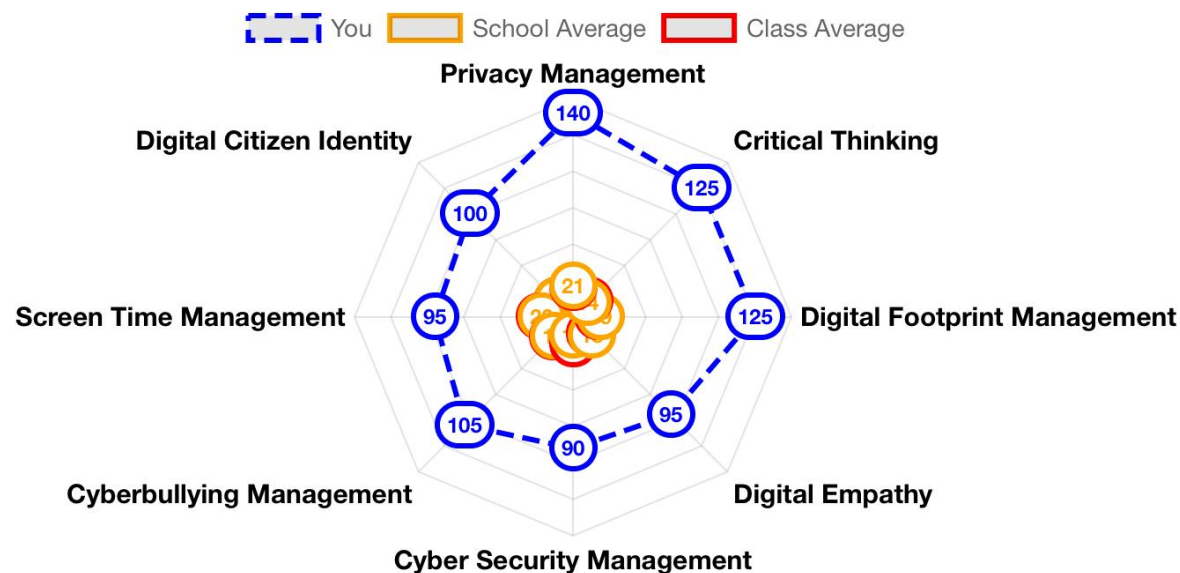 You School Average Class Average
Privacy Management
140
Digital Citizen Identity
Critical Thinking
125
100
21
Screen Time Management
95
125
Digital Footprint Management
105
95
90
Cyberbullying Management
Digital Empathy
Cyber Security Management